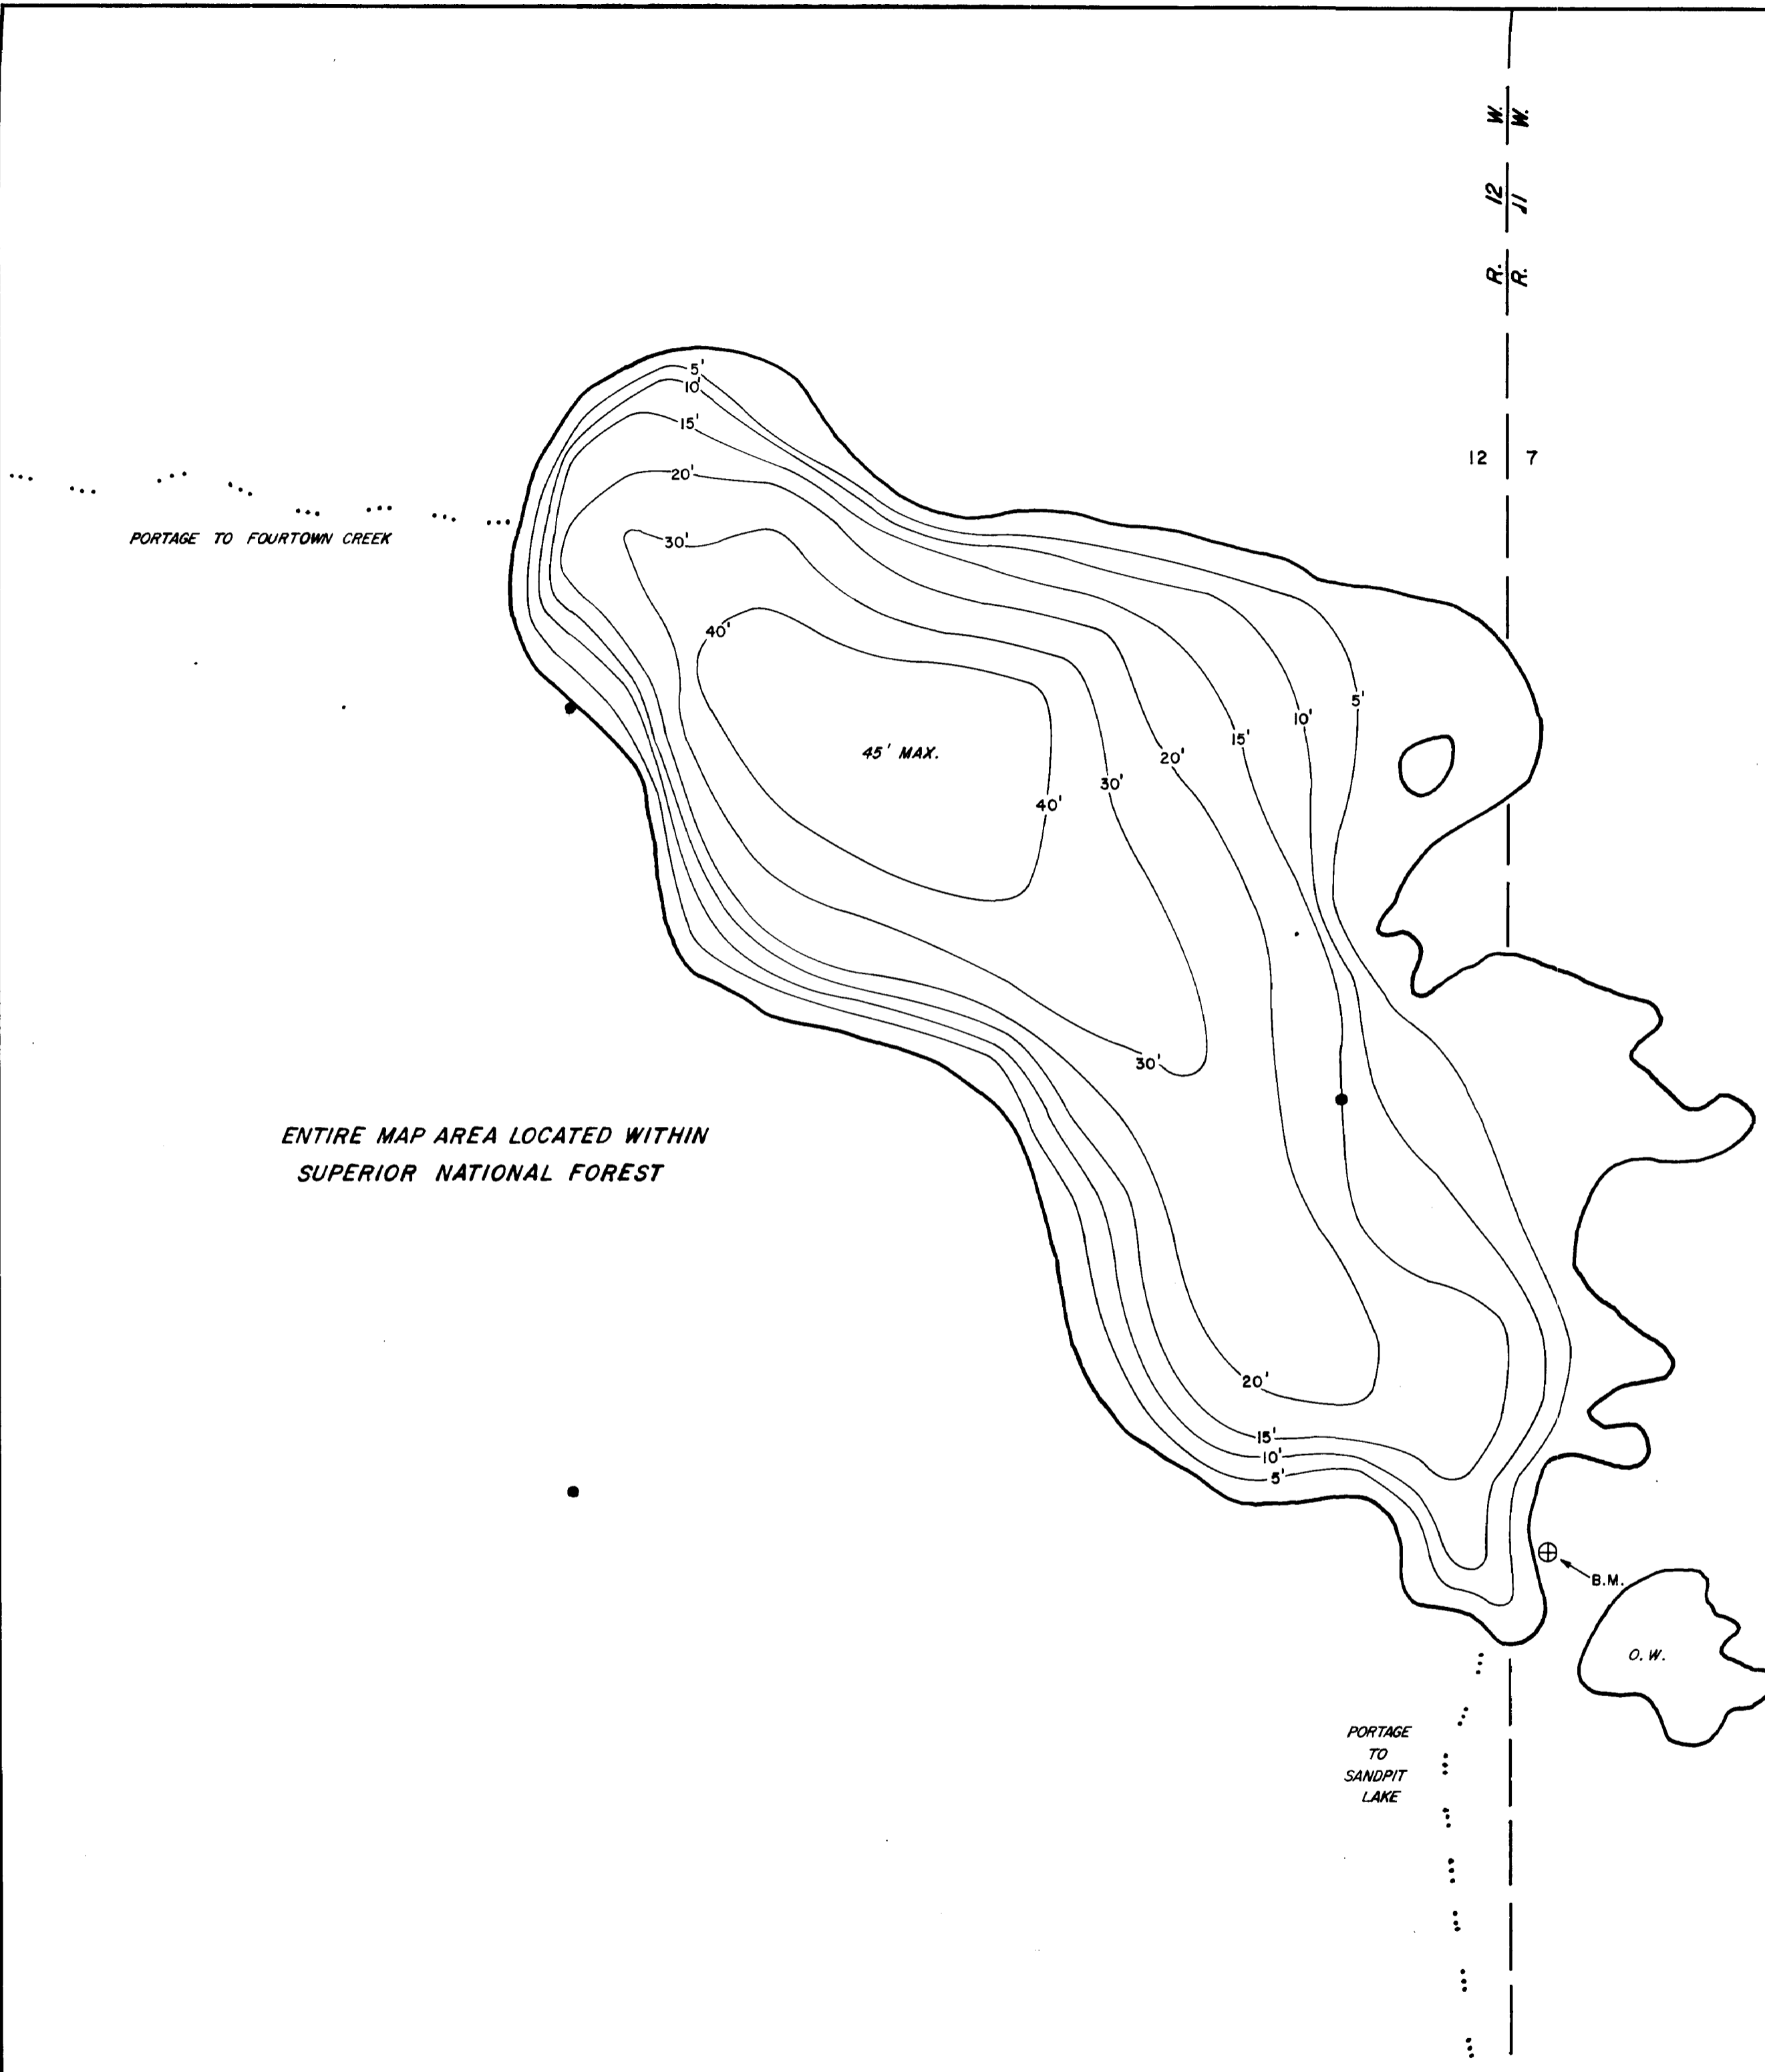 R. 12 W.
R. 11 W.
12
7
5'
10'
15'
20'
30'
40'
PORTAGE TO FOURTOWN CREEK
45' MAX.
40'
30'
20'
15'
10'
5'
30'
ENTIRE MAP AREA LOCATED WITHIN
SUPERIOR NATIONAL FOREST
20'
15'
10'
5'
B.M.
O.W.
PORTAGE
TO
SANDPIT
LAKE